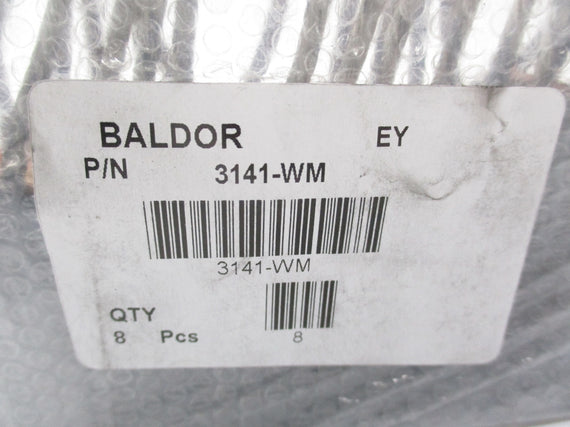 BALDOR EY
P/N 3141-WM
3141-WM
QTY
8 Pcs 8